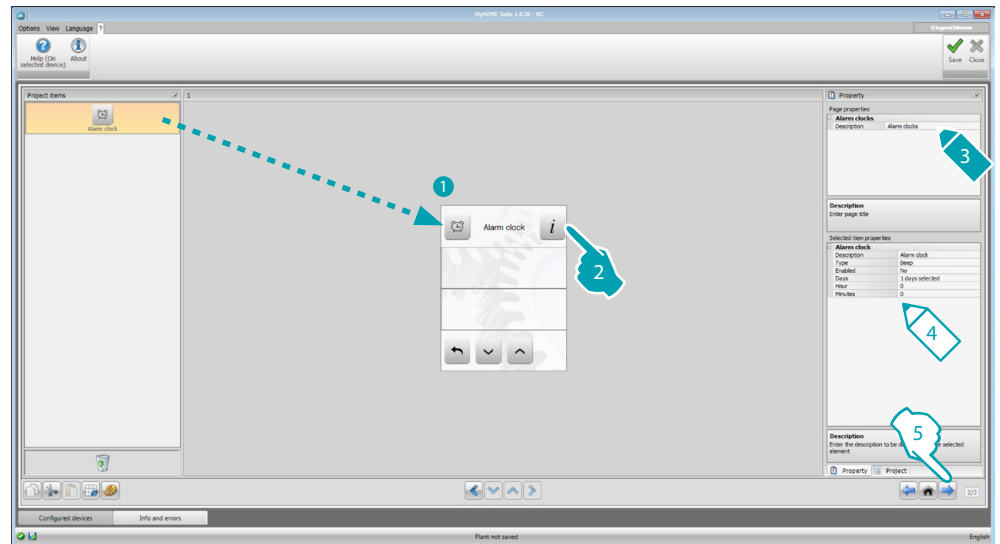 MyHOME Suite 1.0.30 - RC
Options View Language ?
Help (On selected device)
About
Save Close
Project items
1
Property
Alarm clock
Page properties
Alarm clocks
Description Alarm clocks
3
Description
Enter page title
1
Alarm clock
i
2
Selected item properties
Alarm clock
Description Alarm clock
Type Beep
Enabled No
Days 1 days selected
Hour 0
Minutes 0
4
5
Description
Enter the description to be selected
element
Property Project
2/3
Configured devices Info and errors
Plant not saved
English